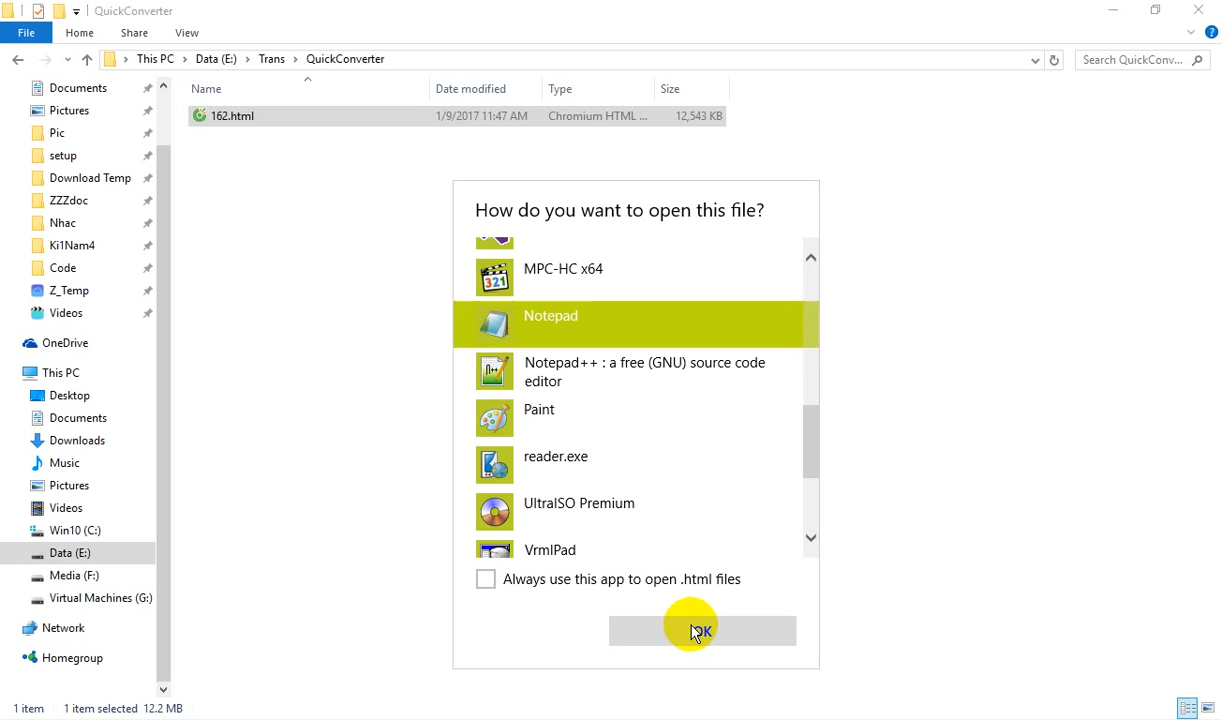 QuickConverter
File Home Share View
This PC Data (E:) Trans QuickConverter
Search QuickConv...
Name Date modified Type Size
162.html 1/9/2017 11:47 AM Chromium HTML ... 12,543 KB
Documents
Pictures
Pic
setup
Download Temp
ZZZdoc
Nhac
Ki1Nam4
Code
Z_Temp
Videos
OneDrive
This PC
Desktop
Documents
Downloads
Music
Pictures
Videos
Win10 (C:)
Data (E:)
Media (F:)
Virtual Machines (G:)
Network
Homegroup
How do you want to open this file?
321
MPC-HC x64
Notepad
n++
Notepad++ : a free (GNU) source code
editor
Paint
reader.exe
UltraISO Premium
VrmlPad
Always use this app to open .html files
OK
1 item 1 item selected 12.2 MB